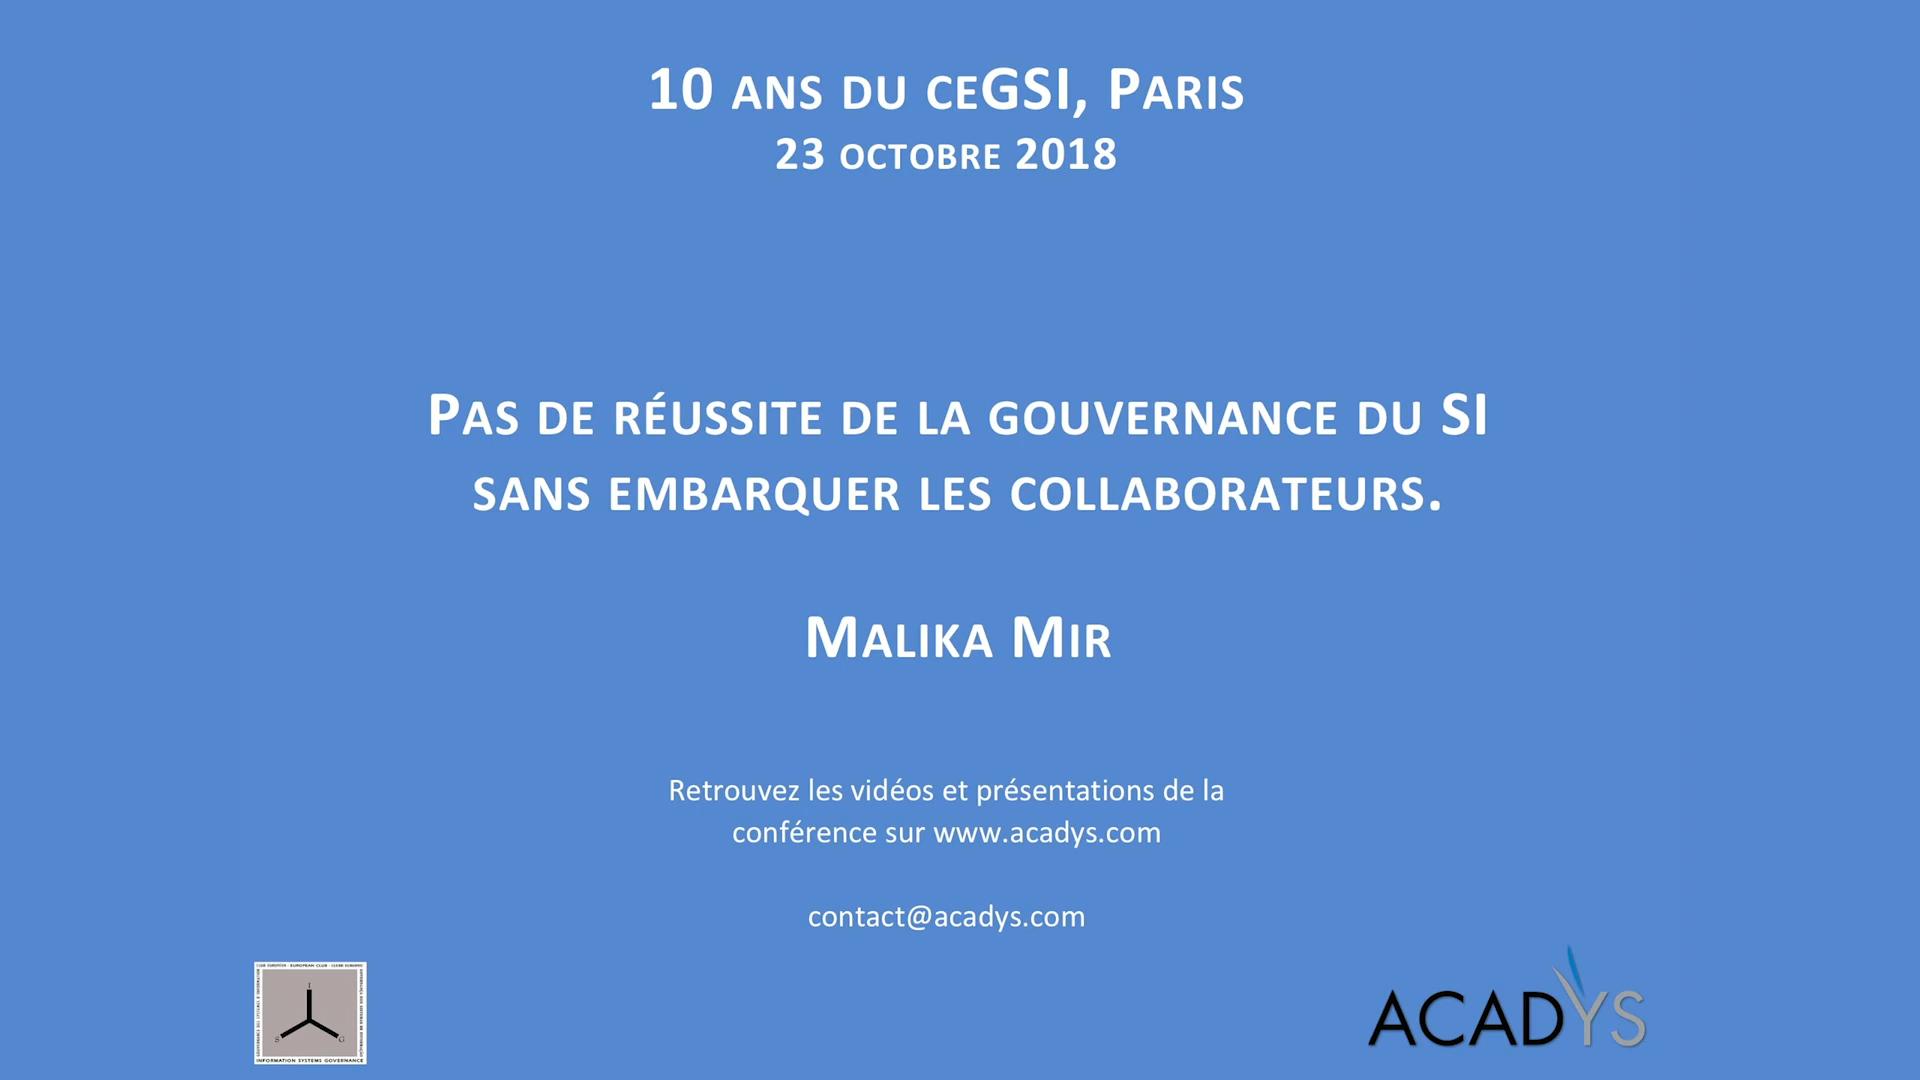 10 ANS DU CEGSI, PARIS
23 OCTOBRE 2018
PAS DE RÉUSSITE DE LA GOUVERNANCE DU SI
SANS EMBARQUER LES COLLABORATEURS.
MALIKA MIR
Retrouvez les vidéos et présentations de la
conférence sur www.acadys.com
contact@acadys.com
I
S
G
INFORMATION SYSTEMS GOVERNANCE
ACADYS